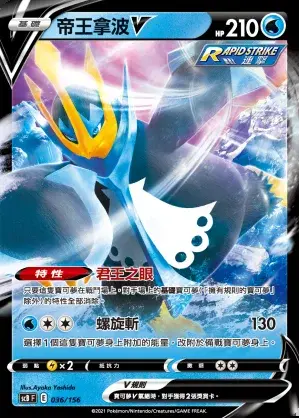 基礎 帝王拿波V HP210
RAPID STRIKE
連擊
特性 君王之眼
只要這隻寶可夢在戰鬥場上,對手場上的基礎寶可夢(「擁有規則的寶可夢」
除外)的特性全部消除。
螺旋斬 130
選擇1個這隻寶可夢身上附加的能量,改附於備戰寶可夢身上。
弱點 ×2 抵抗力 撤退
Illus. Ayaka Yoshida
V規則
scD F E 036/156
寶可夢V氣絕時,對手獲得2張獎賞卡。
©2021 Pokémon/Nintendo/Creatures/GAME FREAK.